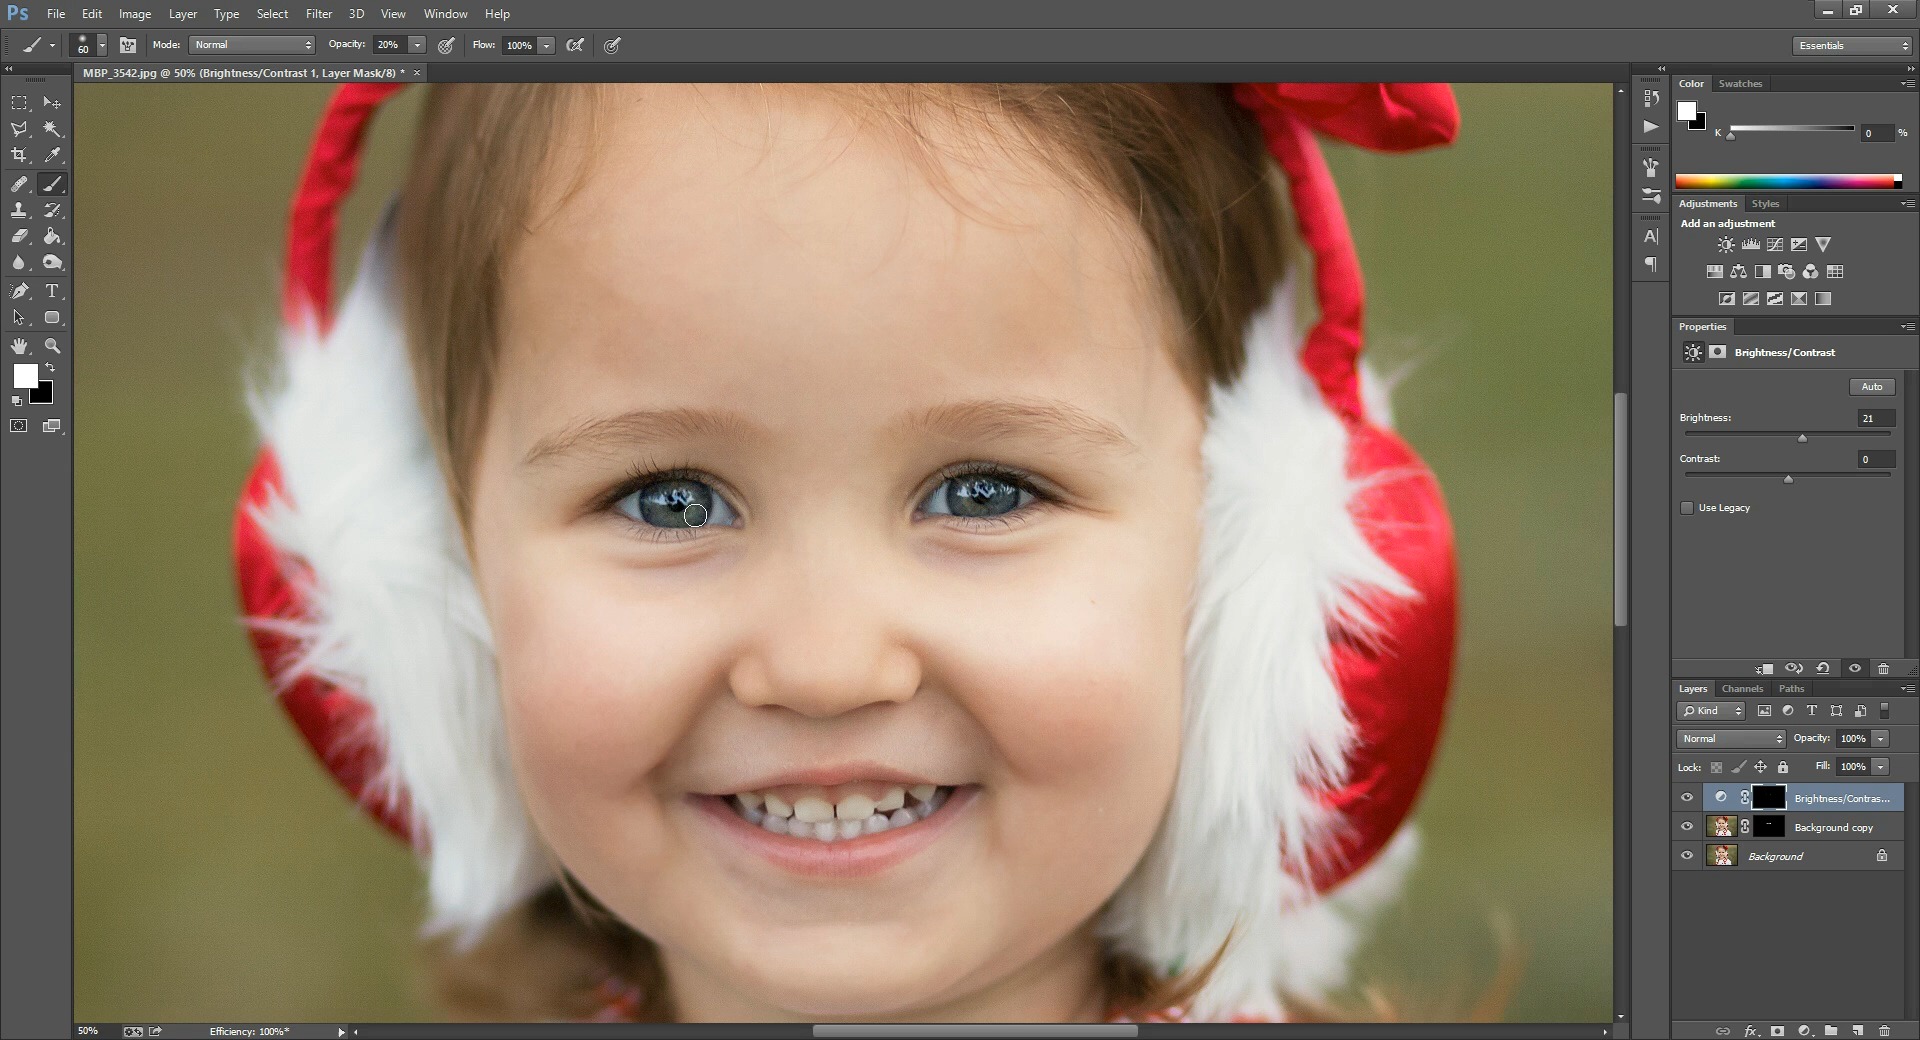 Ps File Edit Image Layer Type Select Filter 3D View Window Help
60 Mode: Normal Opacity: 20% Flow: 100% Essentials
MBP_3542.jpg @ 50% (Brightness/Contrast 1, Layer Mask/8) * ×
Color Swatches
K 0 %
Adjustments Styles
Add an adjustment
Properties
Brightness/Contrast
Auto
Brightness: 21
Contrast: 0
Use Legacy
Layers Channels Paths
Kind
Normal Opacity: 100%
Lock: Fill: 100%
Brightness/Contras...
Background copy
Background
50% Efficiency: 100%*